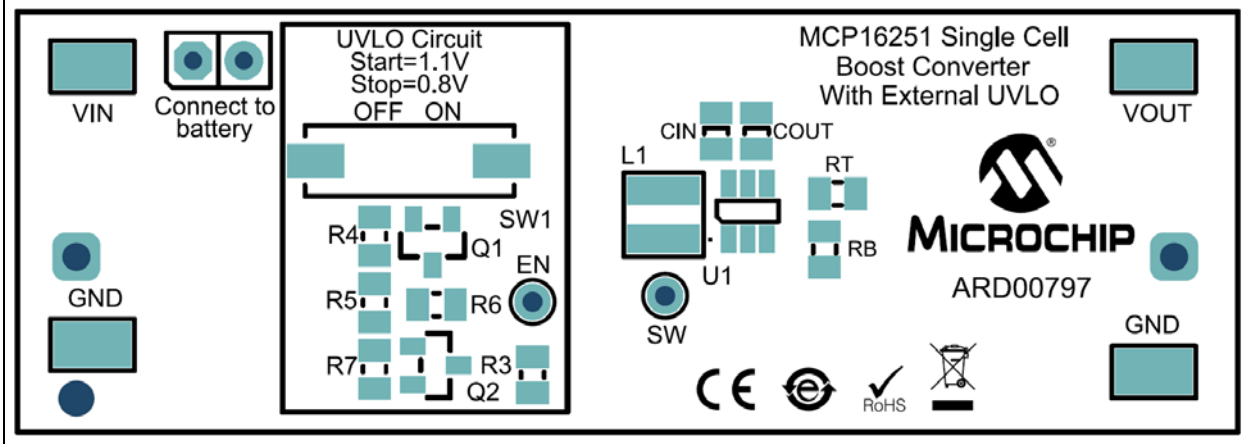 VIN
Connect to
battery
GND
UVLO Circuit
Start=1.1V
Stop=0.8V
OFF ON
SW1
R4
Q1
EN
R5
R6
R7
Q2
R3
MCP16251 Single Cell
Boost Converter
With External UVLO
CIN
COUT
L1
RT
U1
RB
SW
MICROCHIP
®
ARD00797
CE
e
RoHS
VOUT
GND